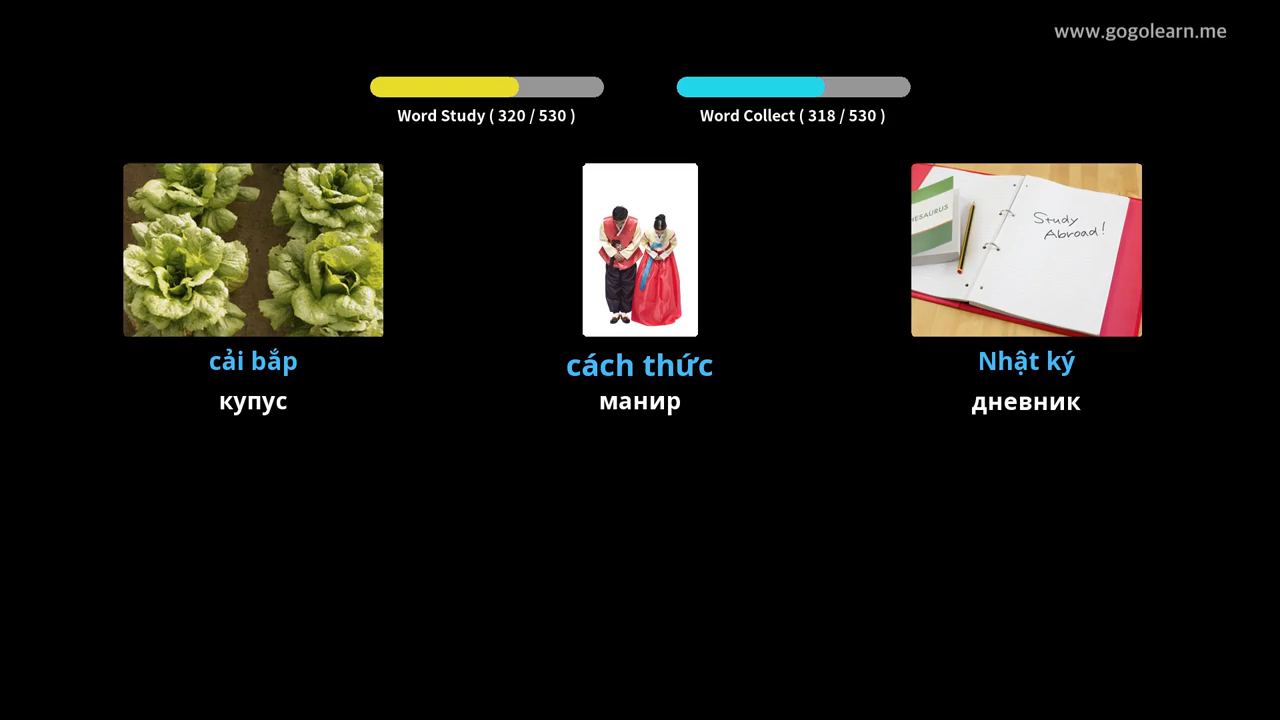 www.gogolearn.me
Word Study ( 320 / 530 )
Word Collect ( 318 / 530 )
HESAURUS
Study
Abroad!
cải bắp
cách thức
Nhật ký
купус
манир
дневник